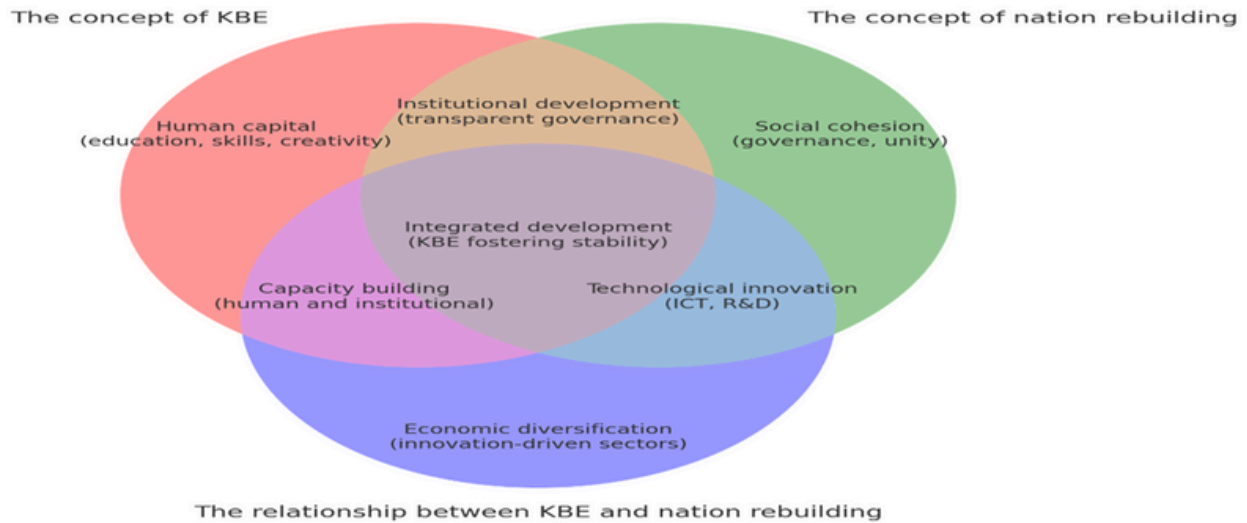 The concept of KBE
The concept of nation rebuilding
Institutional development
(transparent governance)
Human capital
(education, skills, creativity)
Social cohesion
(governance, unity)
Integrated development
(KBE fostering stability)
Capacity building
(human and institutional)
Technological innovation
(ICT, R&D)
Economic diversification
(innovation-driven sectors)
The relationship between KBE and nation rebuilding